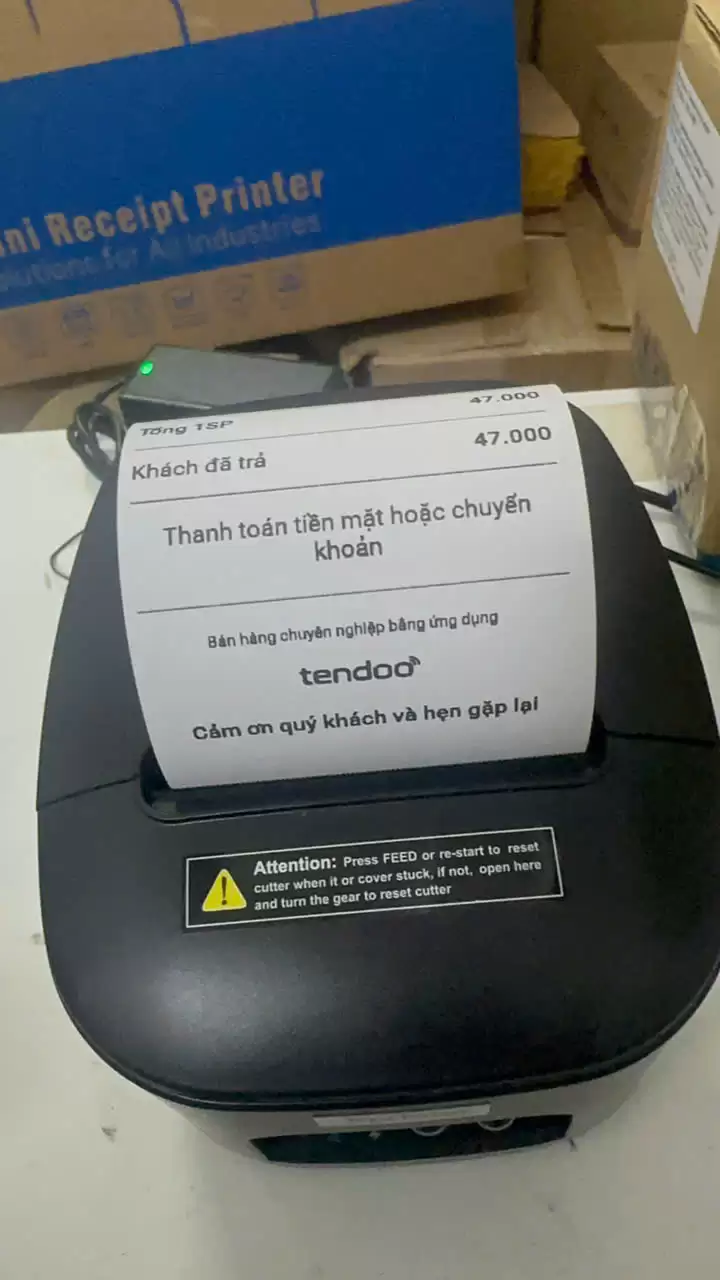 Receipt Printer
Solutions for All Industries
47.000
Tổng 1SP
47.000
Khách đã trả
Thanh toán tiền mặt hoặc chuyển
khoản
Bán hàng chuyên nghiệp bằng ứng dụng
tendoo
Cảm ơn quý khách và hẹn gặp lại
Attention: Press FEED or re-start to reset
cutter when it or cover stuck, if not, open here
and turn the gear to reset cutter